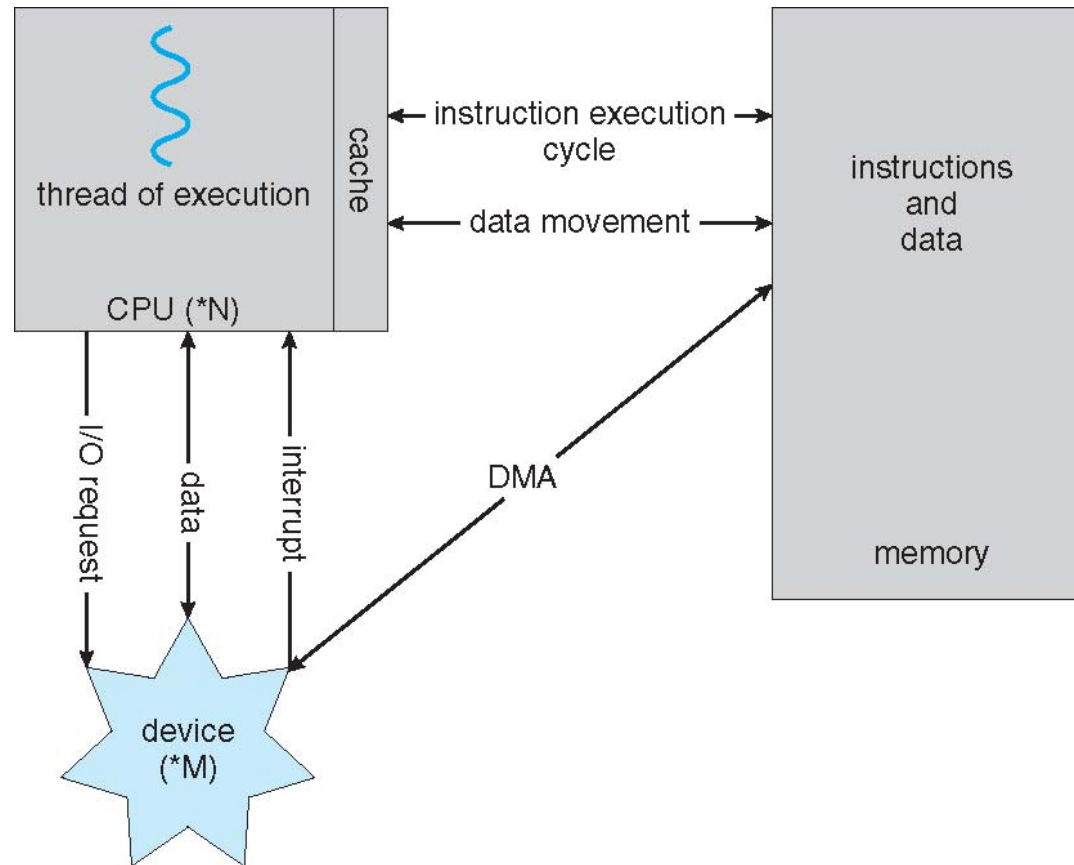 thread of execution
CPU (*N)
cache
instruction execution
cycle
data movement
instructions
and
data
memory
I/O request
data
interrupt
DMA
device
(*M)